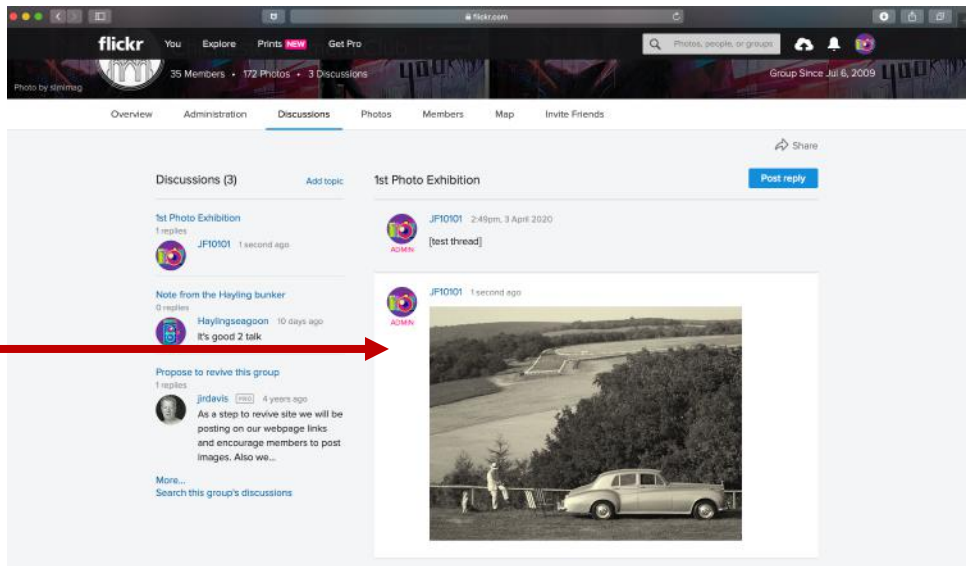 flickr.com
flickr You Explore Prints NEW Get Pro Photos, people, or groups
35 Members • 172 Photos • 3 Discussions
Group Since Jul 6, 2009
Photo by simimag
Overview Administration Discussions Photos Members Map Invite Friends
Share
Discussions (3) Add topic
1st Photo Exhibition
1 replies
JF10101 1 second ago
Note from the Hayling bunker
0 replies
Haylingseagoon 10 days ago
It's good 2 talk
Propose to revive this group
1 replies
jirdavis PRO 4 years ago
As a step to revive site we will be
posting on our webpage links
and encourage members to post
images. Also we...
More...
Search this group's discussions
1st Photo Exhibition Post reply
JF10101 2:49pm, 3 April 2020
[test thread]
ADMIN
JF10101 1 second ago
ADMIN